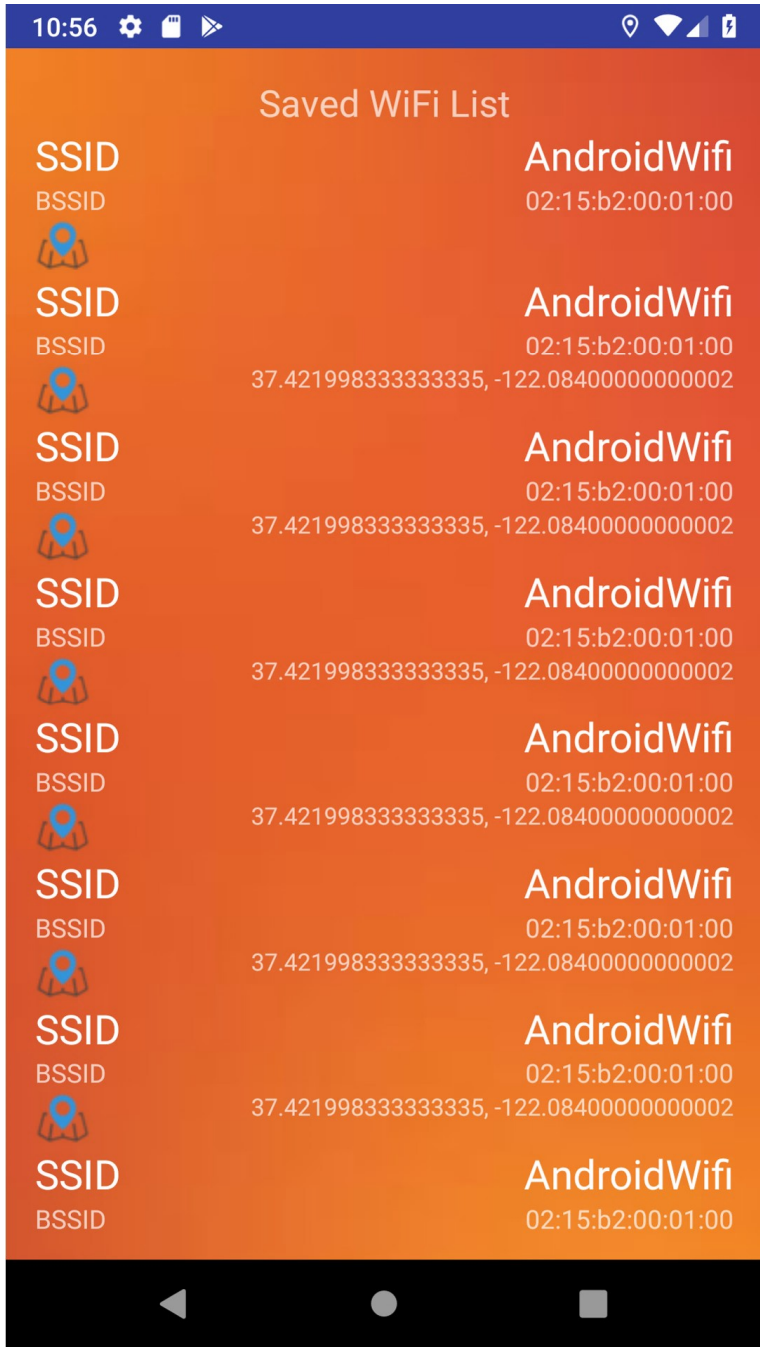 10:56
Saved WiFi List
SSID AndroidWifi
BSSID 02:15:b2:00:01:00
SSID AndroidWifi
BSSID 02:15:b2:00:01:00
37.421998333333335, -122.08400000000002
SSID AndroidWifi
BSSID 02:15:b2:00:01:00
37.421998333333335, -122.08400000000002
SSID AndroidWifi
BSSID 02:15:b2:00:01:00
37.421998333333335, -122.08400000000002
SSID AndroidWifi
BSSID 02:15:b2:00:01:00
37.421998333333335, -122.08400000000002
SSID AndroidWifi
BSSID 02:15:b2:00:01:00
37.421998333333335, -122.08400000000002
SSID AndroidWifi
BSSID 02:15:b2:00:01:00
37.421998333333335, -122.08400000000002
SSID AndroidWifi
BSSID 02:15:b2:00:01:00